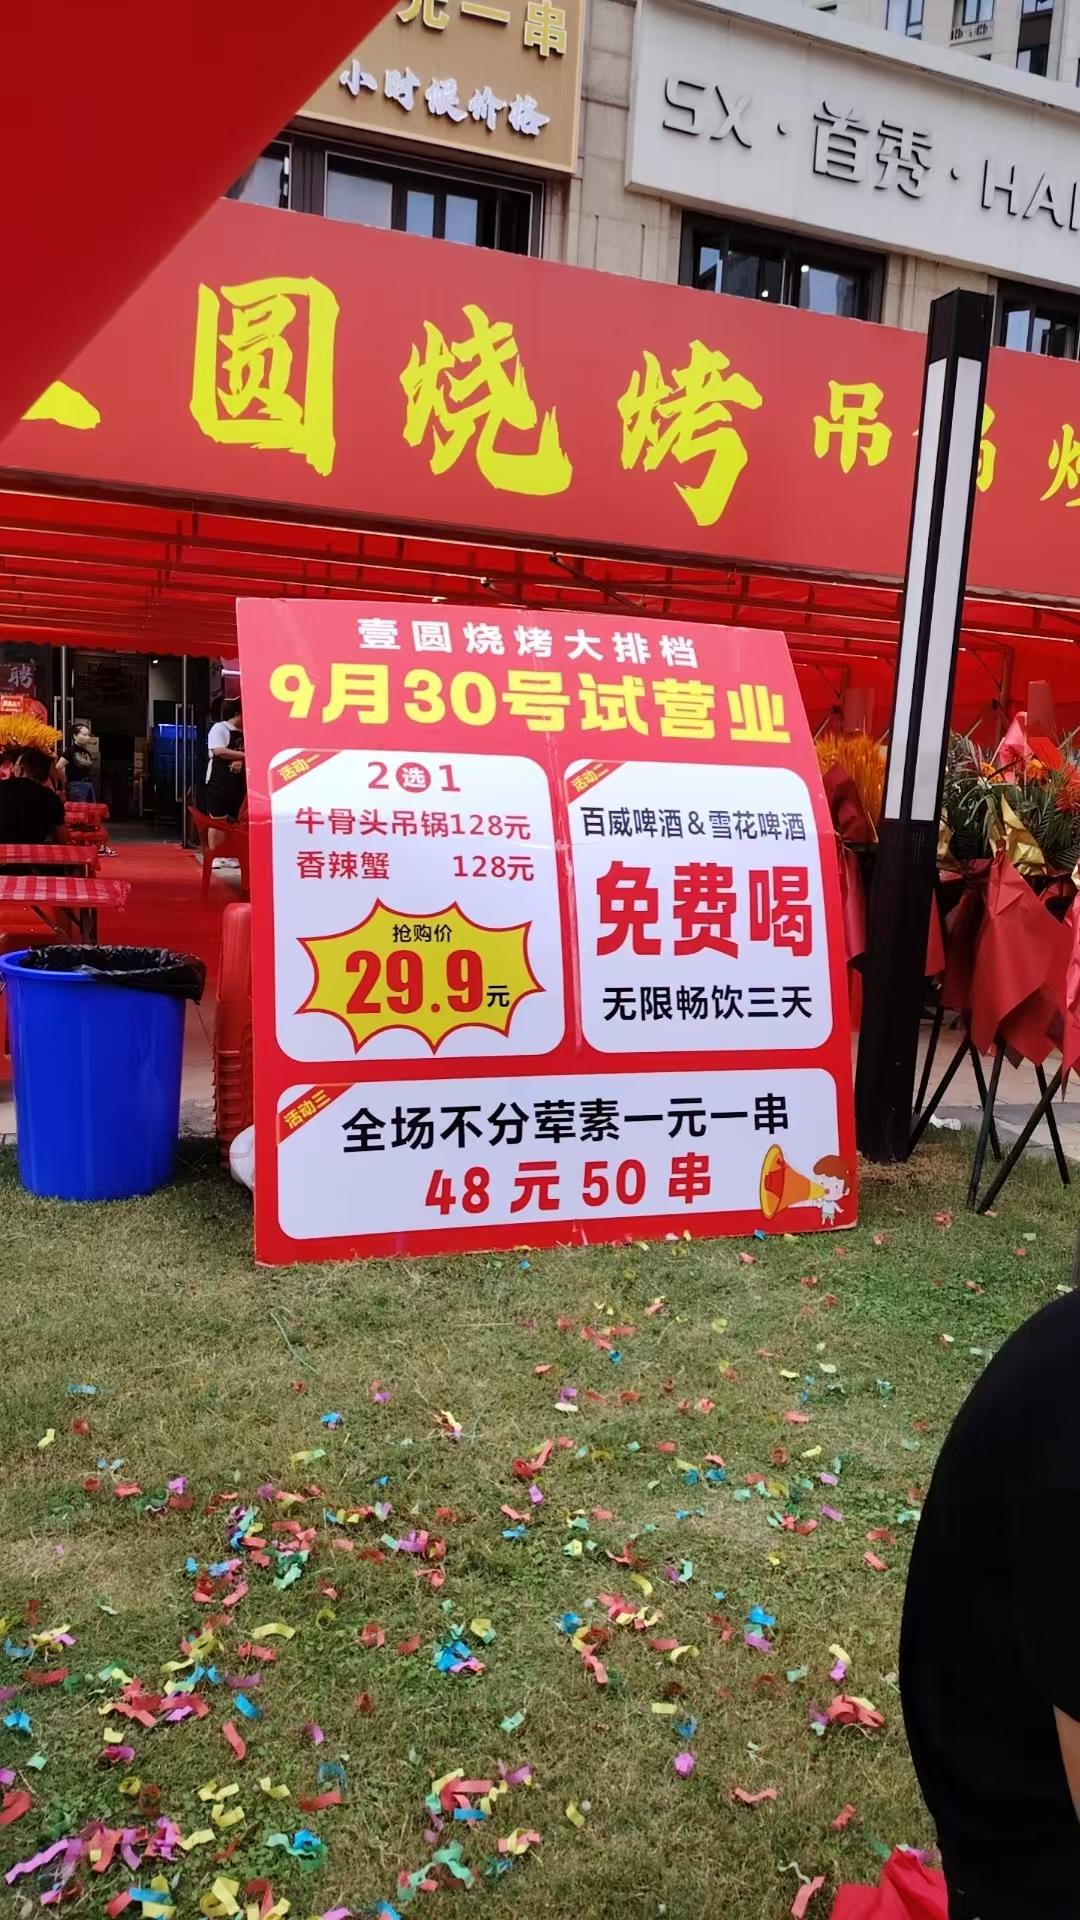 元一串
小时候价格
SX·首秀·HAI
圆烧烤 吊锅
壹圆烧烤大排档
9月30号试营业
活动一
2选1
牛骨头吊锅128元
香辣蟹 128元
抢购价
29.9元
活动二
百威啤酒&雪花啤酒
免费喝
无限畅饮三天
活动三
全场不分荤素一元一串
48元50串
聘